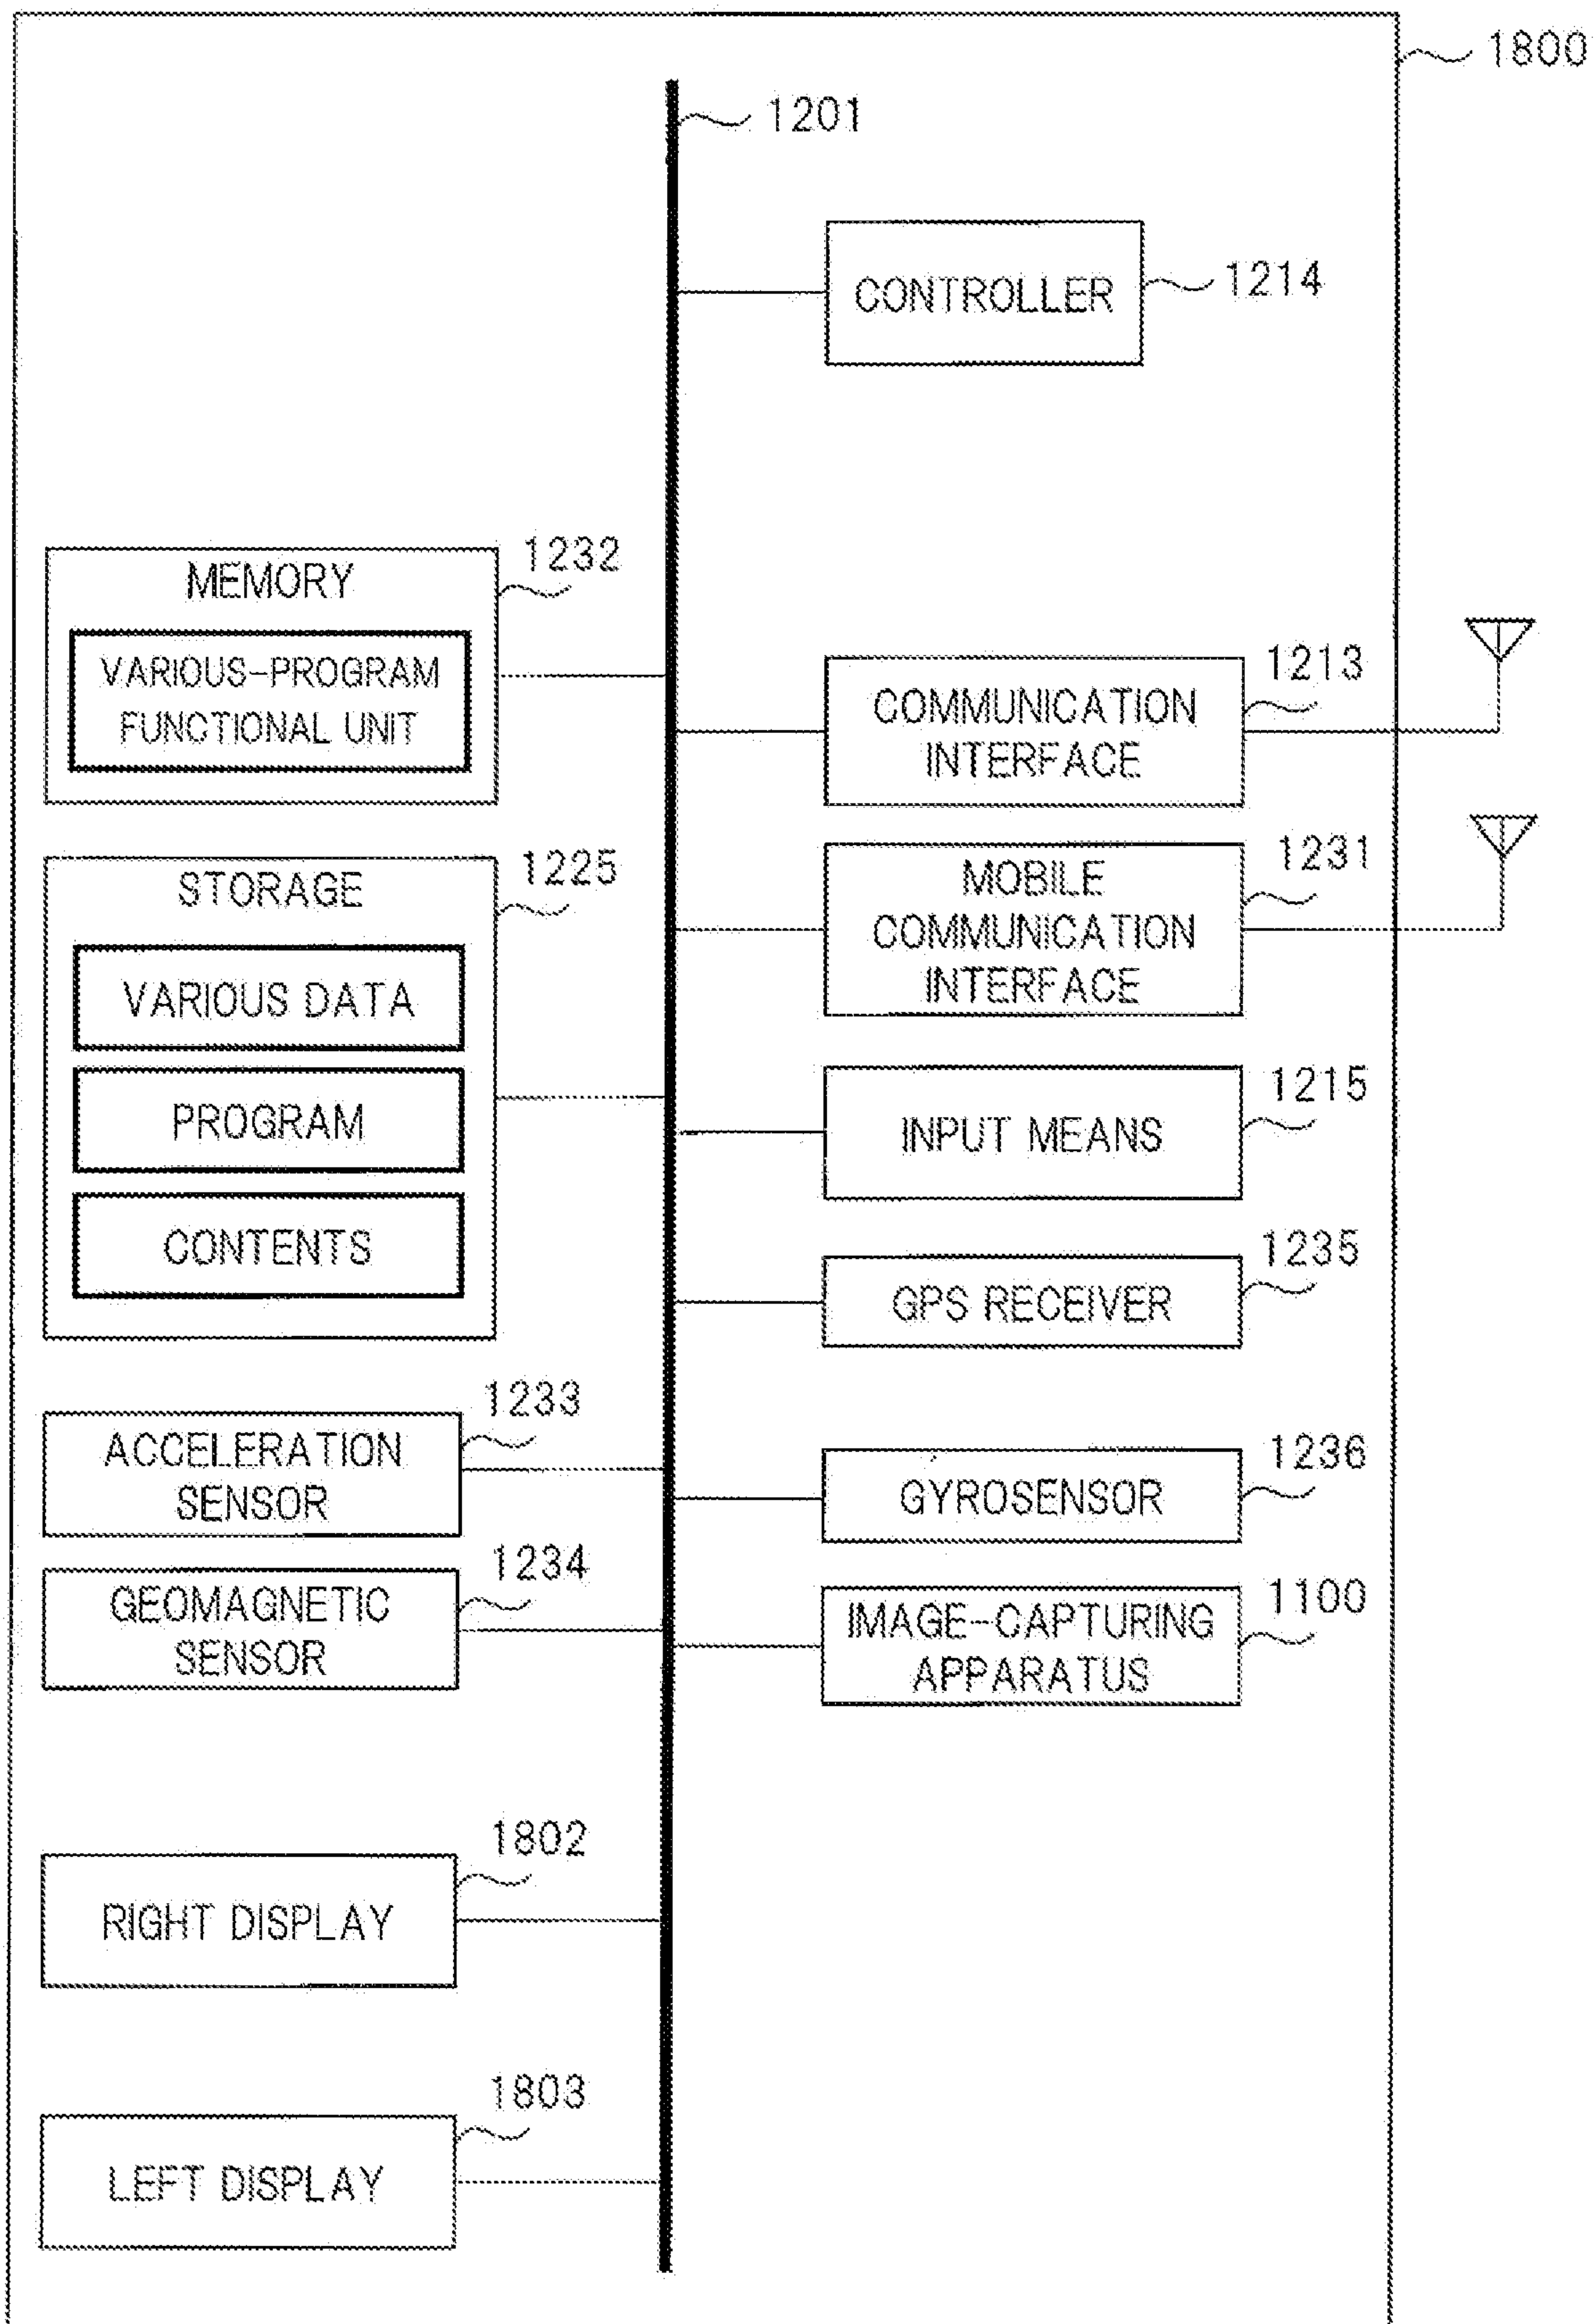 1800
1201
CONTROLLER
1214
MEMORY
1232
VARIOUS-PROGRAM
FUNCTIONAL UNIT
COMMUNICATION
INTERFACE
1213
STORAGE
1225
VARIOUS DATA
PROGRAM
CONTENTS
MOBILE
COMMUNICATION
INTERFACE
1231
INPUT MEANS
1215
GPS RECEIVER
1235
ACCELERATION
SENSOR
1233
GYROSENSOR
1236
GEOMAGNETIC
SENSOR
1234
IMAGE-CAPTURING
APPARATUS
1100
RIGHT DISPLAY
1802
LEFT DISPLAY
1803